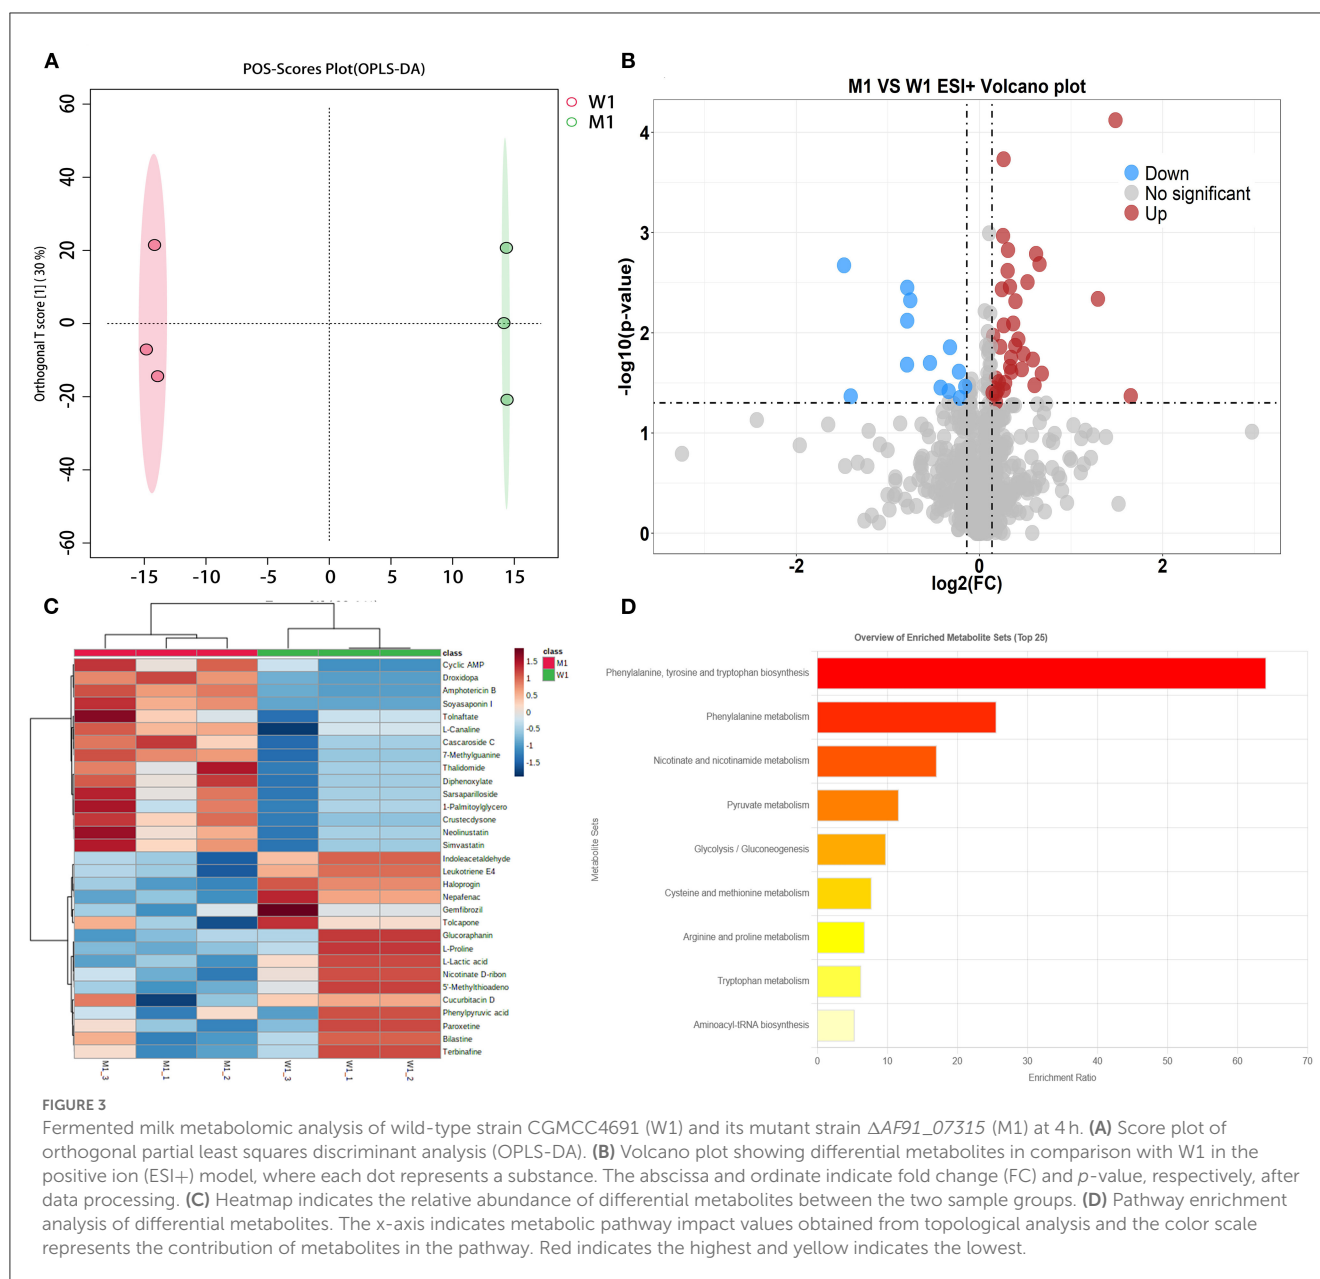 A
POS-Scores Plot(OPLS-DA)
W1
M1
Orthogonal T score [1] ( 30 %)
60
40
20
0
-20
-40
-60
-15
-10
-5
0
5
10
15
B
M1 VS W1 ESI+ Volcano plot
Down
No significant
Up
-log10(p-value)
4
3
2
1
0
-2
0
2
log2(FC)
C
class
Cyclic AMP
Droxidopa
Amphotericin B
Soyasaponin I
Tolnaftate
L-Canaline
Cascaroside C
7-Methylguanine
Thalidomide
Diphenoxylate
Sarsaparilloside
1-Palmitoylglycero
Crustecdysone
Neolinustatin
Simvastatin
Indoleacetaldehyde
Leukotriene E4
Haloprogin
Nepafenac
Gemfibrozil
Tolcapone
Glucoraphanin
L-Proline
L-Lactic acid
Nicotinate D-ribon
5'-Methylthioadeno
Cucurbitacin D
Phenylpyruvic acid
Paroxetine
Bilastine
Terbinafine
M1_3
M1_1
M1_2
W1_3
W1_1
W1_2
1.5
1
0.5
0
-0.5
-1
-1.5
class
M1
W1
D
Overview of Enriched Metabolite Sets (Top 25)
Metabolite Sets
Phenylalanine, tyrosine and tryptophan biosynthesis
Phenylalanine metabolism
Nicotinate and nicotinamide metabolism
Pyruvate metabolism
Glycolysis / Gluconeogenesis
Cysteine and methionine metabolism
Arginine and proline metabolism
Tryptophan metabolism
Aminoacyl-tRNA biosynthesis
0
10
20
30
40
50
60
70
Enrichment Ratio
FIGURE 3
Fermented milk metabolomic analysis of wild-type strain CGMCC4691 (W1) and its mutant strain ΔAF91_07315 (M1) at 4 h. (A) Score plot of
orthogonal partial least squares discriminant analysis (OPLS-DA). (B) Volcano plot showing differential metabolites in comparison with W1 in the
positive ion (ESI+) model, where each dot represents a substance. The abscissa and ordinate indicate fold change (FC) and p-value, respectively, after
data processing. (C) Heatmap indicates the relative abundance of differential metabolites between the two sample groups. (D) Pathway enrichment
analysis of differential metabolites. The x-axis indicates metabolic pathway impact values obtained from topological analysis and the color scale
represents the contribution of metabolites in the pathway. Red indicates the highest and yellow indicates the lowest.